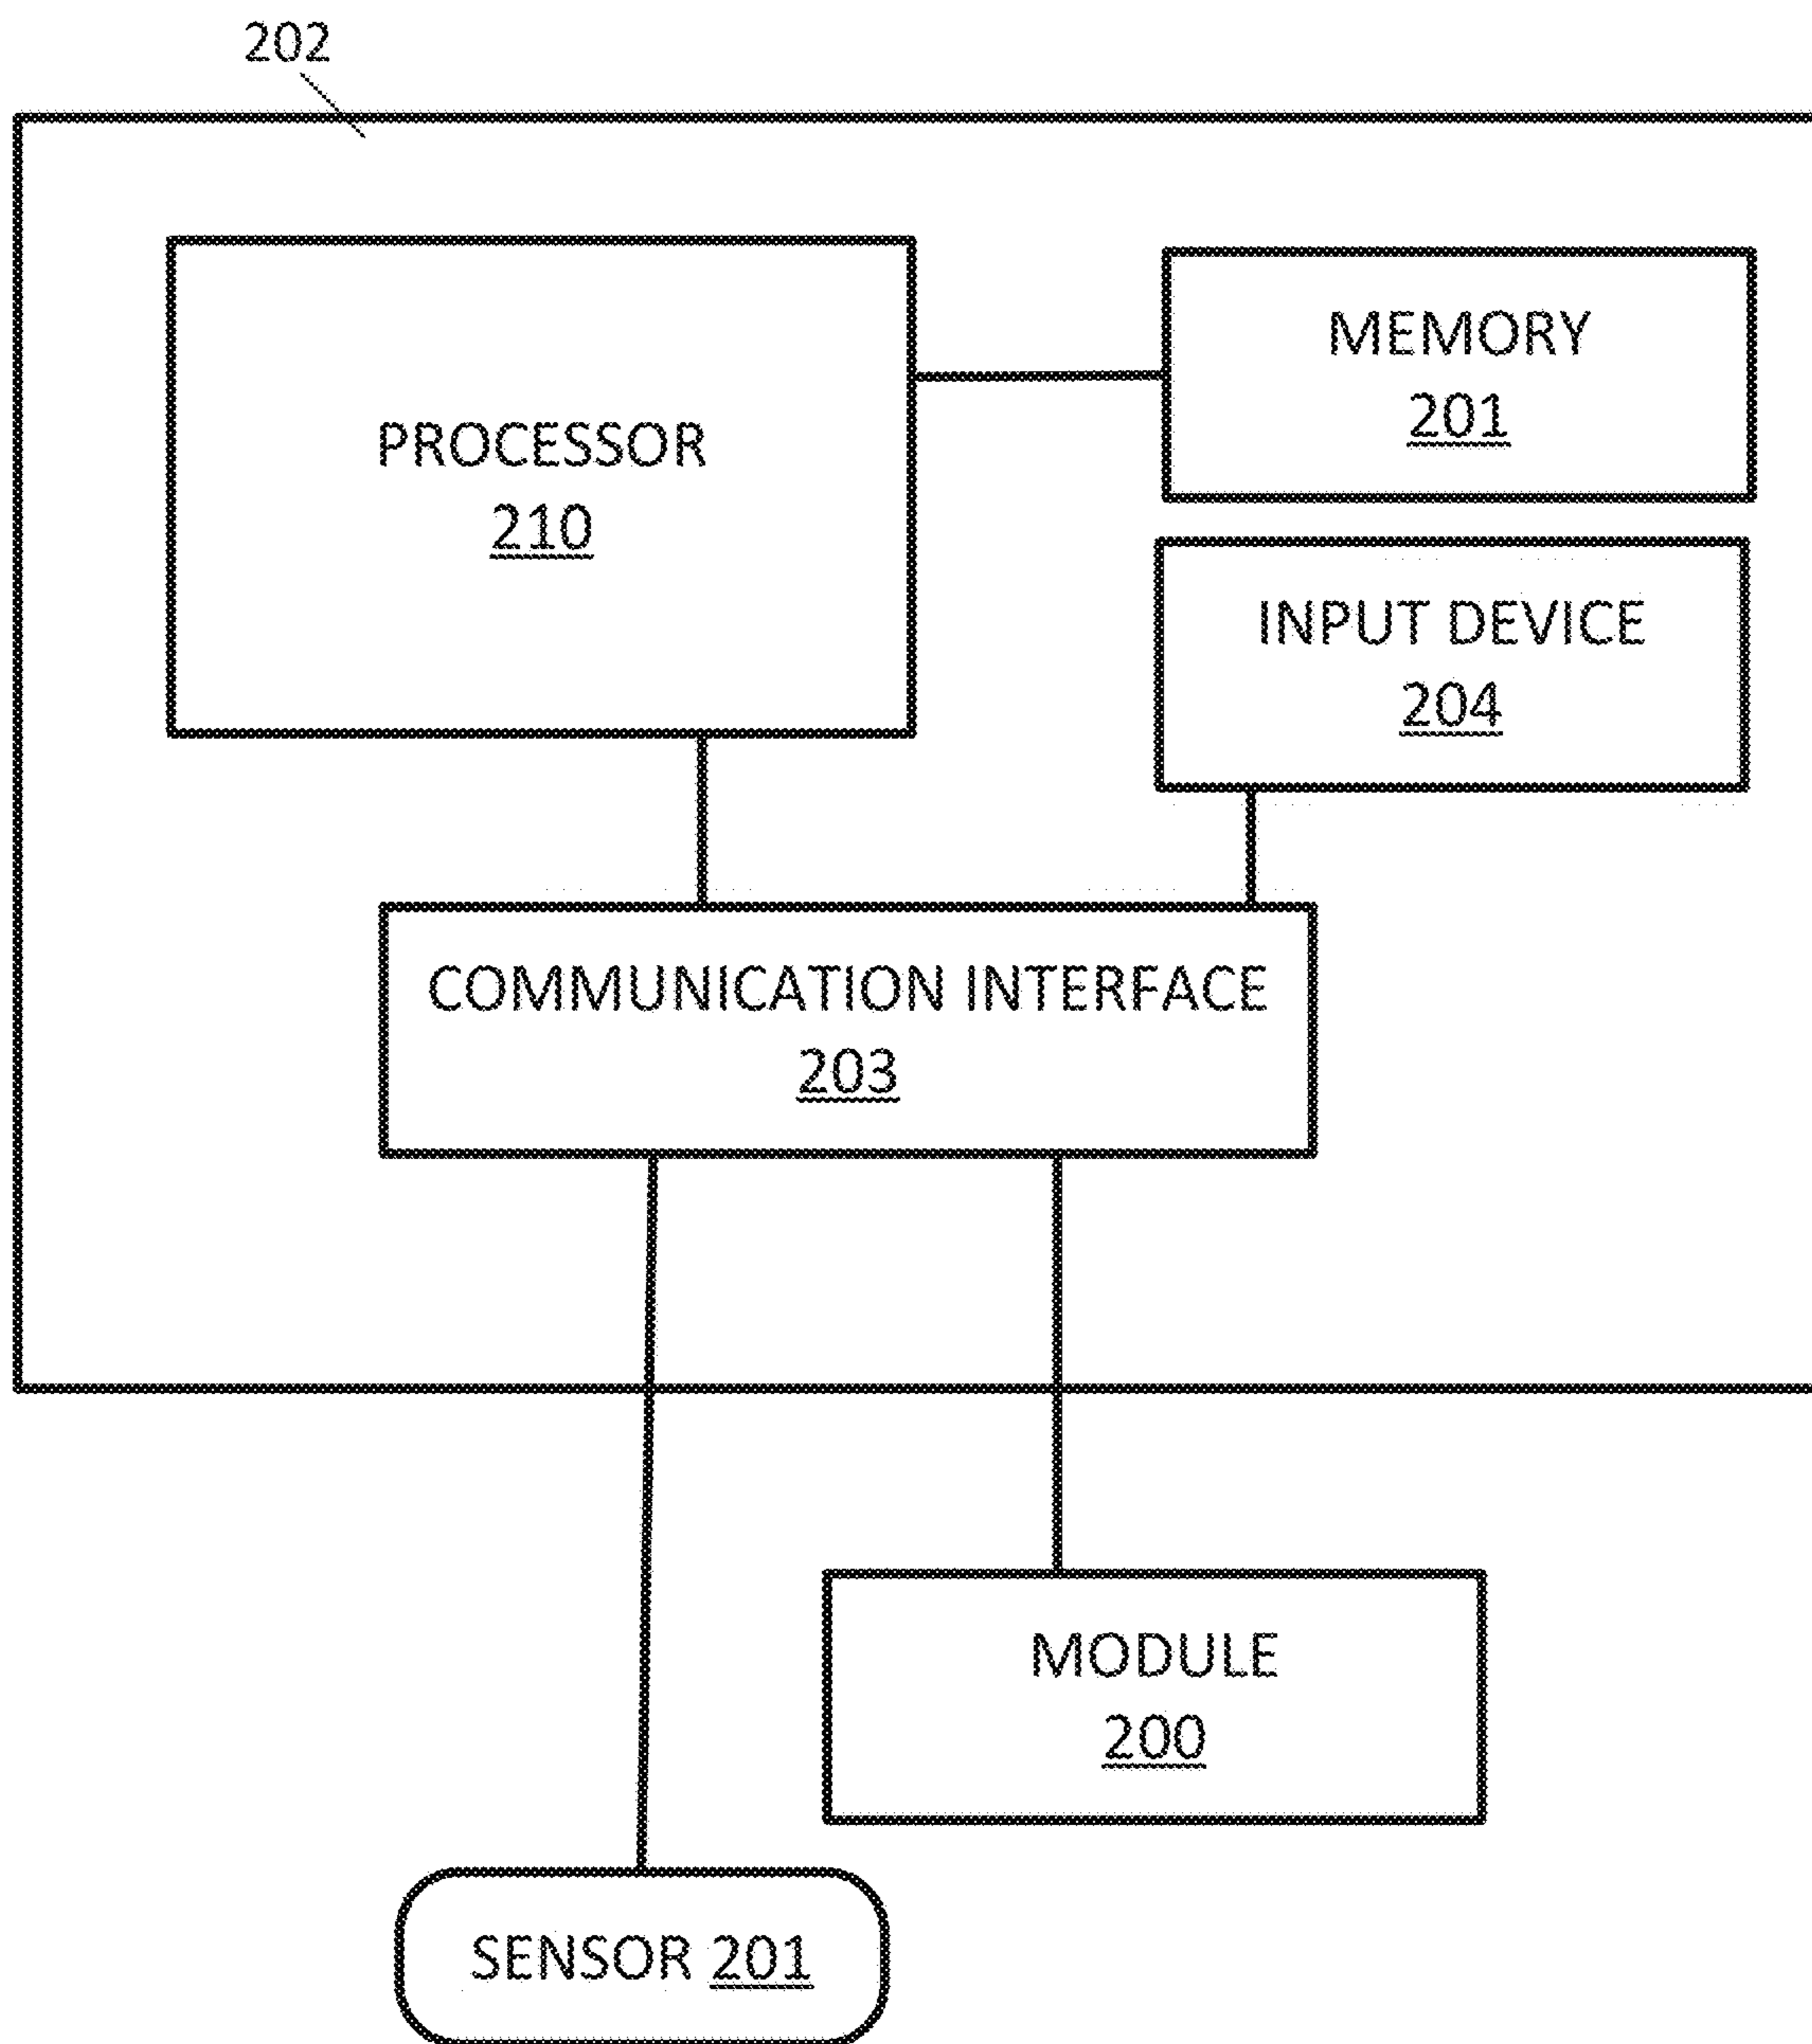 202
PROCESSOR
210
MEMORY
201
INPUT DEVICE
204
COMMUNICATION INTERFACE
203
MODULE
200
SENSOR 201